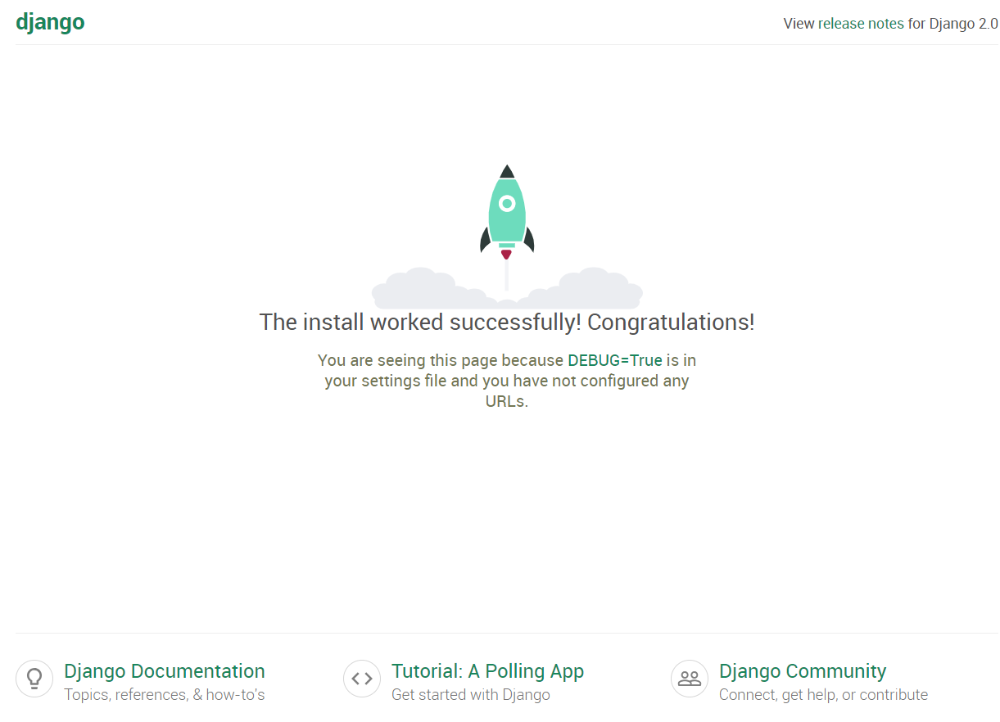 django
View release notes for Django 2.0
The install worked successfully! Congratulations!
You are seeing this page because DEBUG=True is in
your settings file and you have not configured any
URLs.
Django Documentation
Topics, references, & how-to's
Tutorial: A Polling App
Get started with Django
Django Community
Connect, get help, or contribute